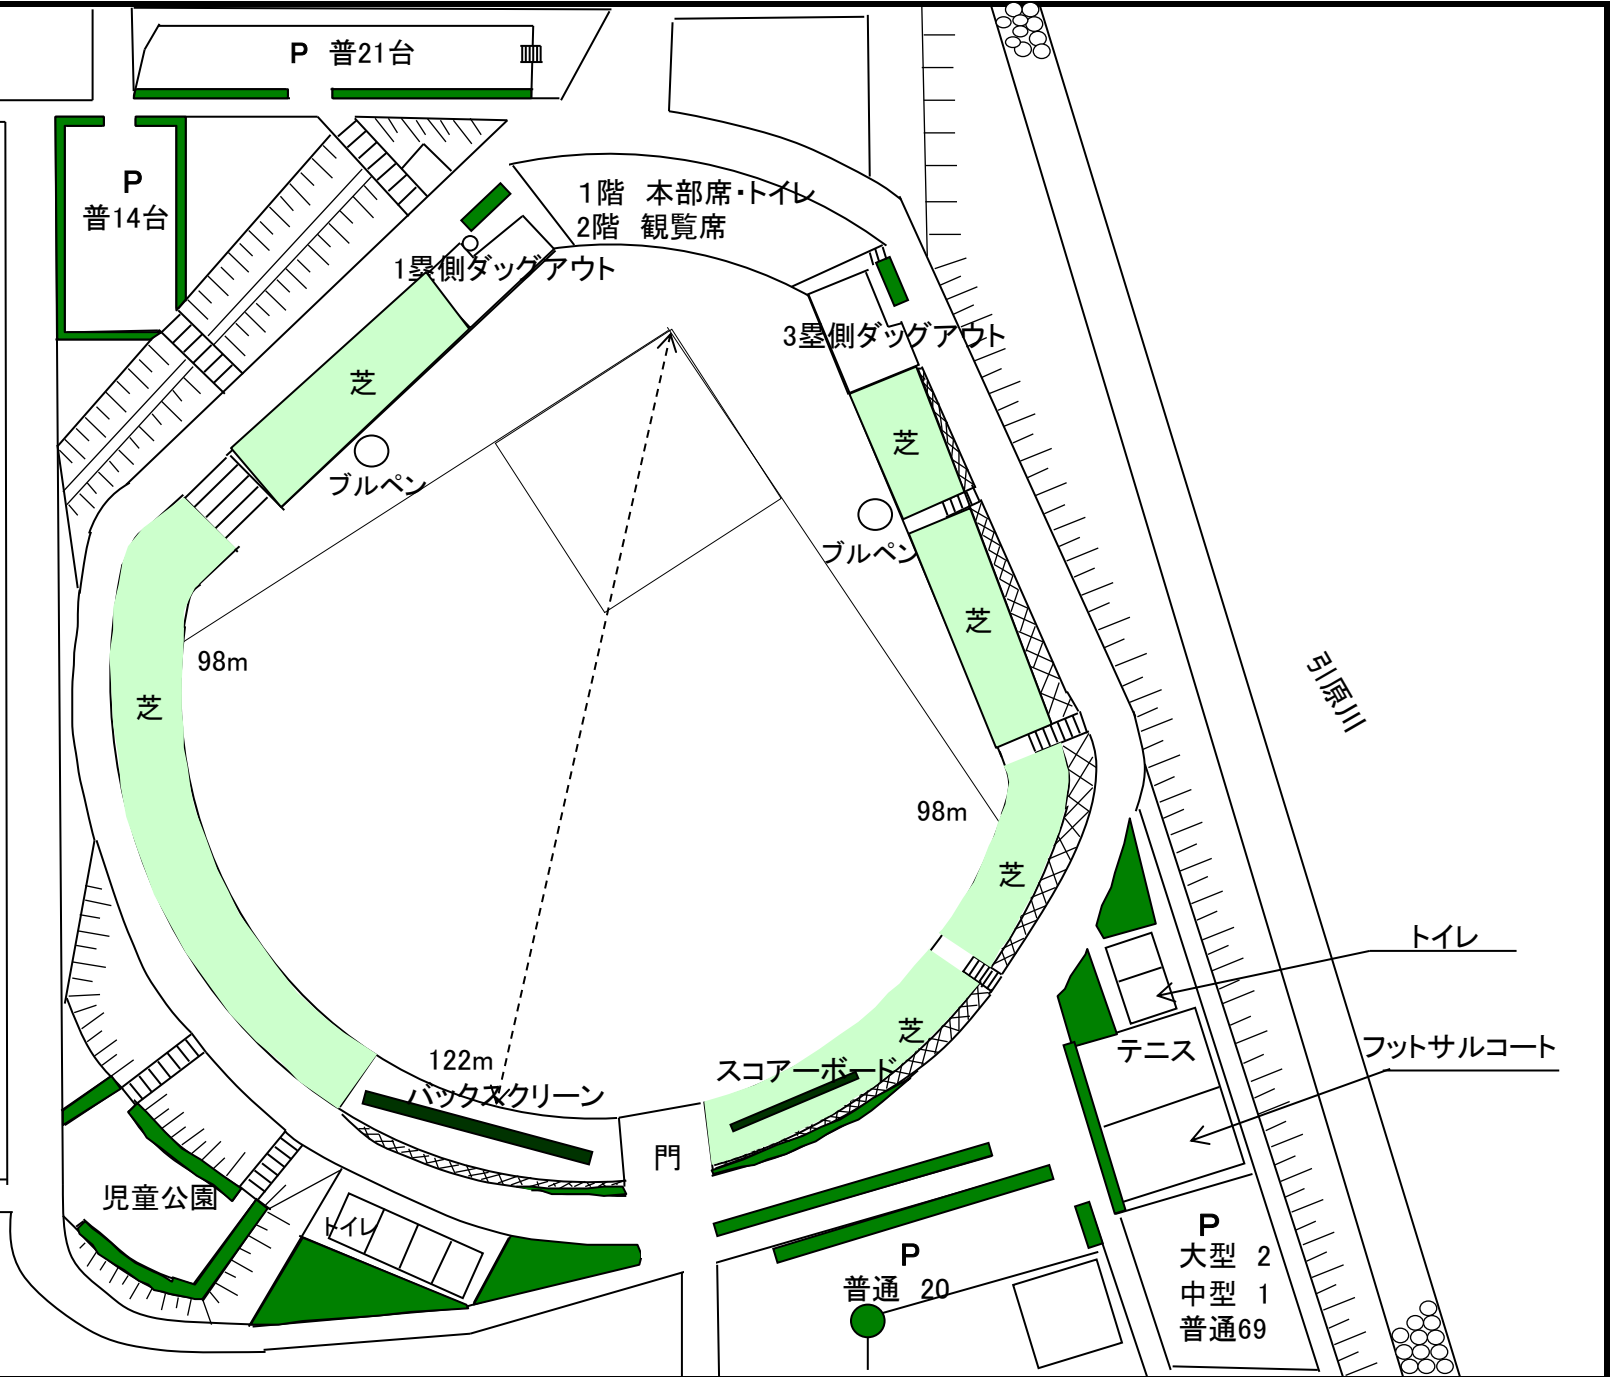 P 普21台
P
普14台
1階 本部席・トイレ
2階 観覧席
1塁側ダッグアウト
3塁側ダッグアウト
芝
芝
ブルペン
ブルペン
芝
98m
芝
引原川
98m
芝
トイレ
芝
122m
バックスクリーン
スコアーボード
テニス
フットサルコート
門
児童公園
トイレ
P
普通 20
P
大型 2
中型 1
普通69